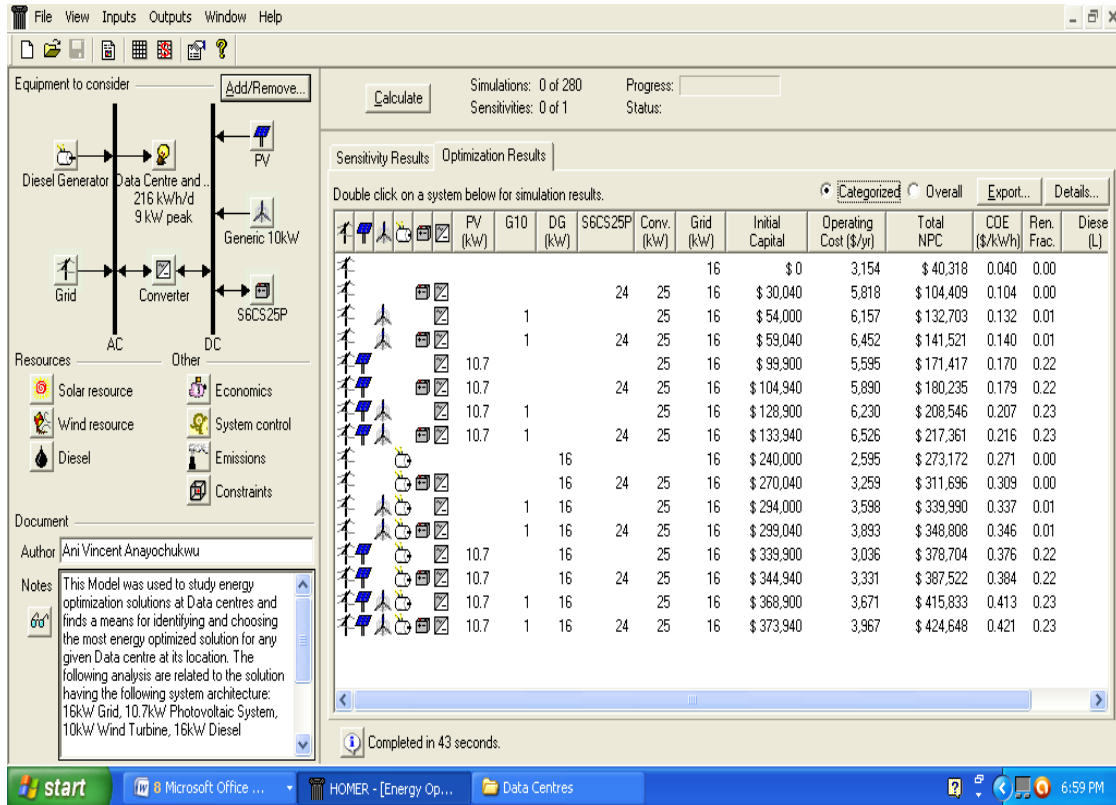 File View Inputs Outputs Window Help
Equipment to consider
Add/Remove...
Diesel Generator
Data Centre and ..
216 kWh/d
9 kW peak
PV
Generic 10kW
Grid
Converter
S6CS25P
AC
DC
Resources
Other
Solar resource
Economics
Wind resource
System control
Diesel
Emissions
Constraints
Document
Author Ani Vincent Anayochukwu
Notes
This Model was used to study energy
optimization solutions at Data centres and
finds a means for identifying and choosing
the most energy optimized solution for any
given Data centre at its location. The
following analysis are related to the solution
having the following system architecture:
16kW Grid, 10.7kW Photovoltaic System,
10kW Wind Turbine, 16kW Diesel
Calculate
Simulations: 0 of 280
Progress:
Sensitivities: 0 of 1
Status:
Sensitivity Results Optimization Results
Double click on a system below for simulation results.
Categorized Overall Export... Details...
PV (kW) G10 DG (kW) S6CS25P Conv. (kW) Grid (kW) Initial Capital Operating Cost ($/yr) Total NPC COE ($/kWh) Ren. Frac. Diese (L)
16 $ 0 3,154 $ 40,318 0.040 0.00
24 25 16 $ 30,040 5,818 $ 104,409 0.104 0.00
1 25 16 $ 54,000 6,157 $ 132,703 0.132 0.01
1 24 25 16 $ 59,040 6,452 $ 141,521 0.140 0.01
10.7 25 16 $ 99,900 5,595 $ 171,417 0.170 0.22
10.7 24 25 16 $ 104,940 5,890 $ 180,235 0.179 0.22
10.7 1 25 16 $ 128,900 6,230 $ 208,546 0.207 0.23
10.7 1 24 25 16 $ 133,940 6,526 $ 217,361 0.216 0.23
16 16 $ 240,000 2,595 $ 273,172 0.271 0.00
16 24 25 16 $ 270,040 3,259 $ 311,696 0.309 0.00
1 16 25 16 $ 294,000 3,598 $ 339,990 0.337 0.01
1 16 24 25 16 $ 299,040 3,893 $ 348,808 0.346 0.01
10.7 16 25 16 $ 339,900 3,036 $ 378,704 0.376 0.22
10.7 16 24 25 16 $ 344,940 3,331 $ 387,522 0.384 0.22
10.7 1 16 25 16 $ 368,900 3,671 $ 415,833 0.413 0.23
10.7 1 16 24 25 16 $ 373,940 3,967 $ 424,648 0.421 0.23
Completed in 43 seconds.
start
8 Microsoft Office ...
HOMER - [Energy Op...
Data Centres
6:59 PM